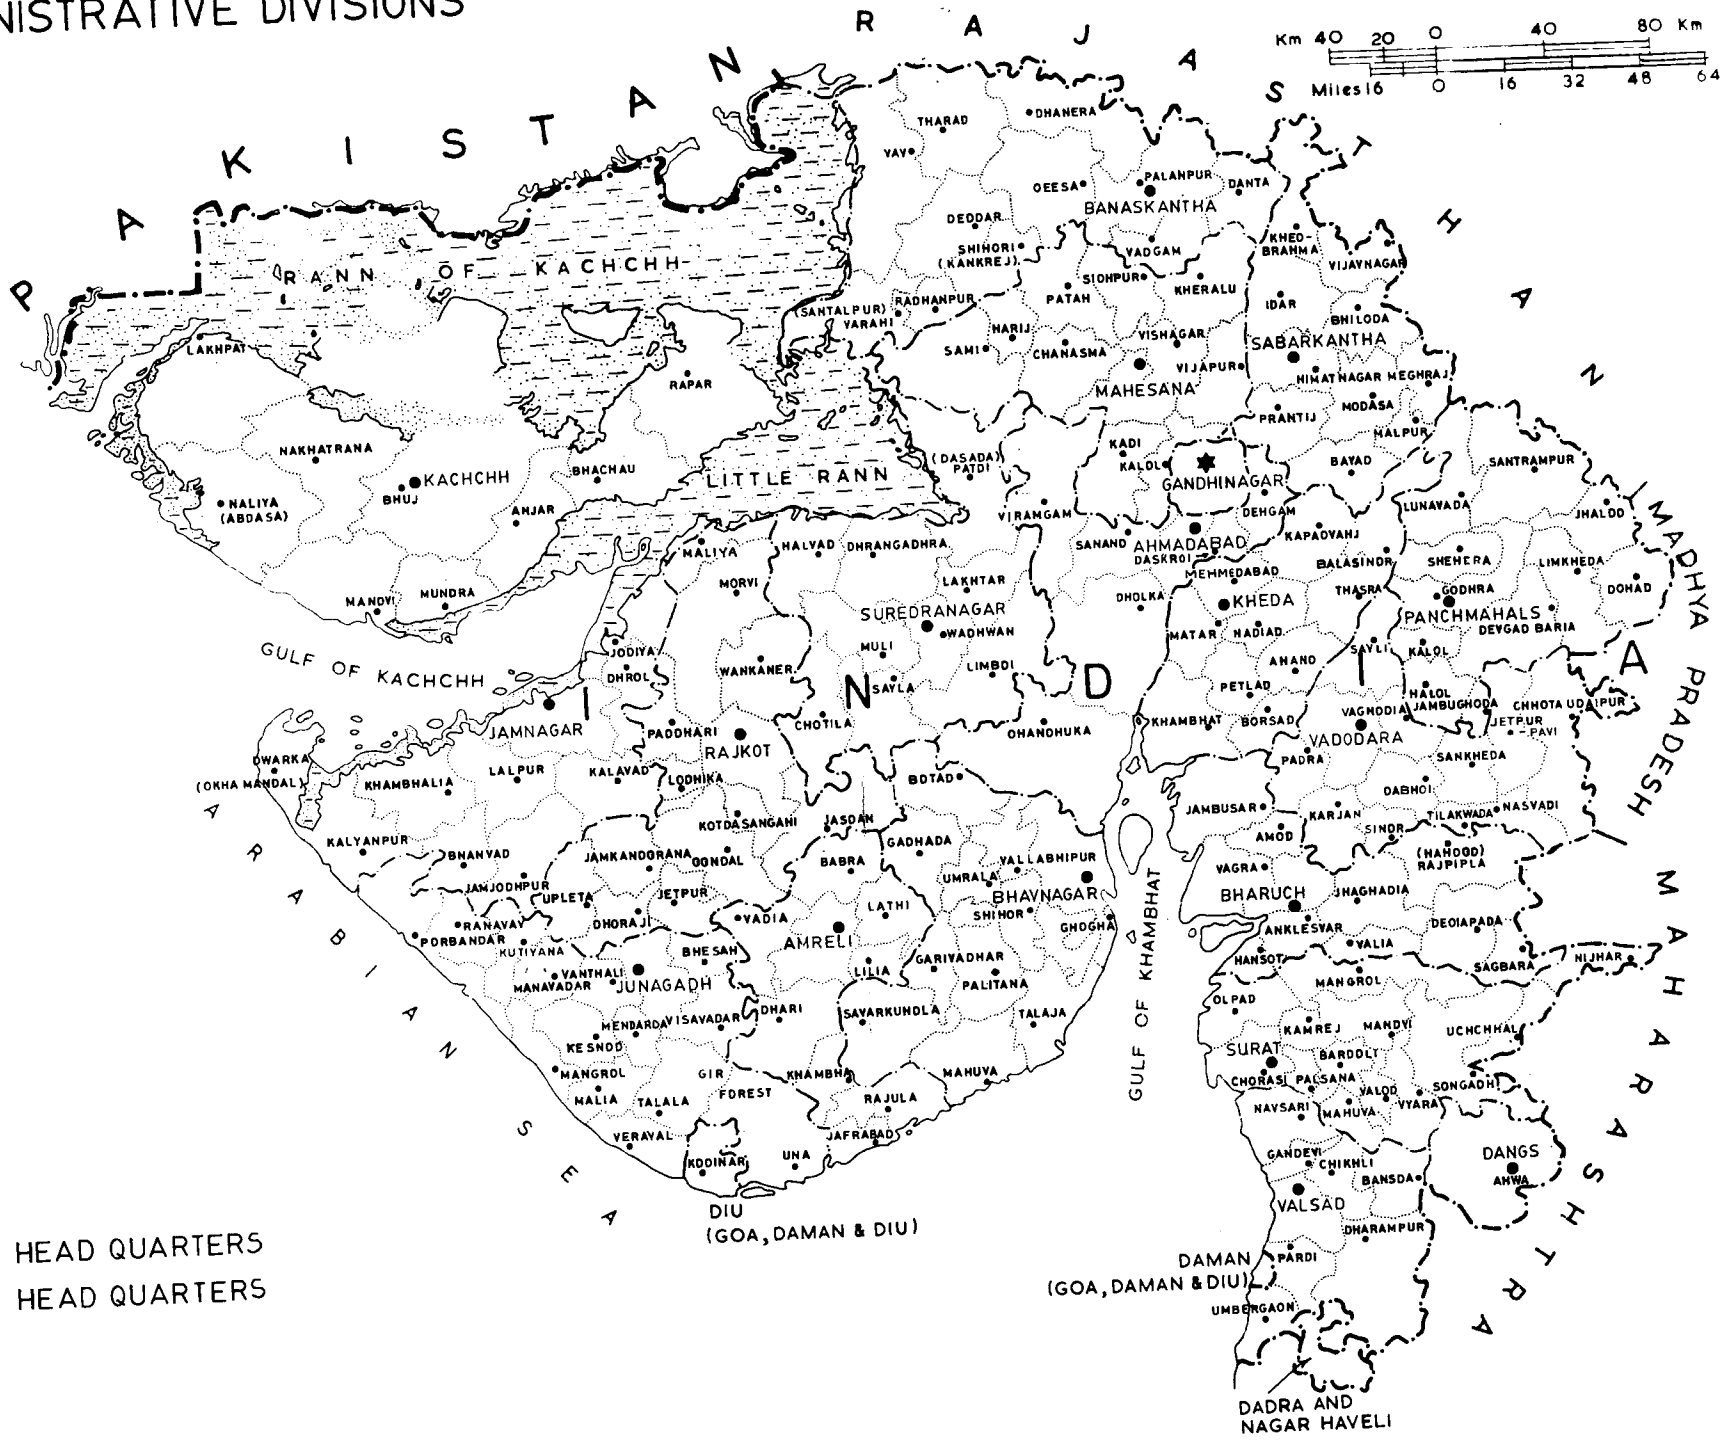 NISTRATIVE DIVISIONS
Km 40 20 0 40 80 Km
Miles 16 0 16 32 48 64
PAKISTAN
RAJASTHAN
MADHYA PRADESH
MAHARASHTRA
INDIA
ARABIAN SEA
RANN OF KACHCHH
LITTLE RANN
GULF OF KACHCHH
GULF OF KHAMBHAT
LAKHPAT
RAPAR
NAKHATRANA
KACHCHH
BHUJ
BHACHAU
NALIYA
(ABDASA)
ANJAR
MANDVI
MUNDRA
THARAD
DHANERA
VAV
DEESA
PALANPUR
DANTA
BANASKANTHA
DEDDAR
SHIHORI
(KANKREJ)
VADGAM
KHED-
BRAHMA
VIJAYNAGAR
SIDHPUR
KHERALU
PATAH
IDAR
BHILODA
(SANTALPUR)
VARAHI
RADHANPUR
HARIJ
SAMI
CHANASMA
VISHAGAR
VIJAPUR
MAHESANA
SABARKANTHA
HIMATNAGAR
MEGHRAJ
PRANTIJ
MODASA
MALPUR
BAYAD
KADI
KALOL
GANDHINAGAR
DEHGAM
(DASADA)
PATDI
VIRAMGAM
SANAND
AHMADABAD
DASKROI
SANTRAMPUR
LUNAVADA
JHALOD
KAPADVANJ
BALASINOR
SHEHERA
LIMKHEDA
DOHAD
MEHMEDABAD
THASRA
GODHRA
PANCHMAHALS
DEVGAD BARIA
KHEDA
DHOLKA
MATAR
NADIAD
ANAND
PETLAD
KHAMBHAT
BORSAD
SAVLI
KALOL
HALOL
JAMBUGHODA
CHHOTA UDAIPUR
JETPUR
-PAVI
VAGHODIA
VADODARA
PADRA
SANKHEDA
DABHOI
MALIYA
HALVAD
DHRANGADHRA
MORVI
LAKHTAR
SUREDRANAGAR
WADHWAN
MULI
LIMBDI
SAYLA
WANKANER
CHOTILA
DHANDHUKA
BOTAD
JODIYA
DHROL
JAMNAGAR
PADDHARI
RAJKOT
DWARKA
(OKHA MANDAL)
KHAMBHALIA
LALPUR
KALAVAD
LODHIKA
KOTDASANGAHI
JASDAN
KALYANPUR
BHANVAD
JAMJODHPUR
JAMKANDORANA
GONDAL
BABRA
GADHADA
VALLABHIPUR
UMRALA
BHAVNAGAR
SHIHOR
GHOGHA
UPLETA
JETPUR
DHORAJI
VADIA
LATHI
AMRELI
RANAVAV
PORBANDAR
KUTIYANA
BHESAN
LILIA
GARIYADHAR
PALITANA
VANTHALI
MANAVADAR
JUNAGADH
MENDARDA
VISAVADAR
DHARI
SAVARKUNDLA
TALAJA
KESHOD
MANGROL
MALIA
TALALA
GIR
FOREST
KHAMBHA
RAJULA
MAHUVA
VERAVAL
KODINAR
UNA
JAFRABAD
DIU
(GOA, DAMAN & DIU)
JAMBUSAR
AMOD
KARJAN
SINOR
TILAKWADA
NASVADI
(NANDOD)
RAJPIPLA
VAGRA
BHARUCH
JHAGHADIA
ANKLESVAR
VALIA
DEDIAPADA
HANSOT
SAGBARA
NIJHAR
MANGROL
OLPAD
KAMREJ
MANDVI
UCHCHHAL
SURAT
BARDOLI
CHORASI
PALSANA
VALOD
VYARA
SONGADH
NAVSARI
MAHUVA
GANDEVI
CHIKHLI
BANSDA
DANGS
AHWA
VALSAD
DHARAMPUR
PARDI
DAMAN
(GOA, DAMAN & DIU)
UMBERGAON
DADRA AND
NAGAR HAVELI
HEAD QUARTERS
HEAD QUARTERS